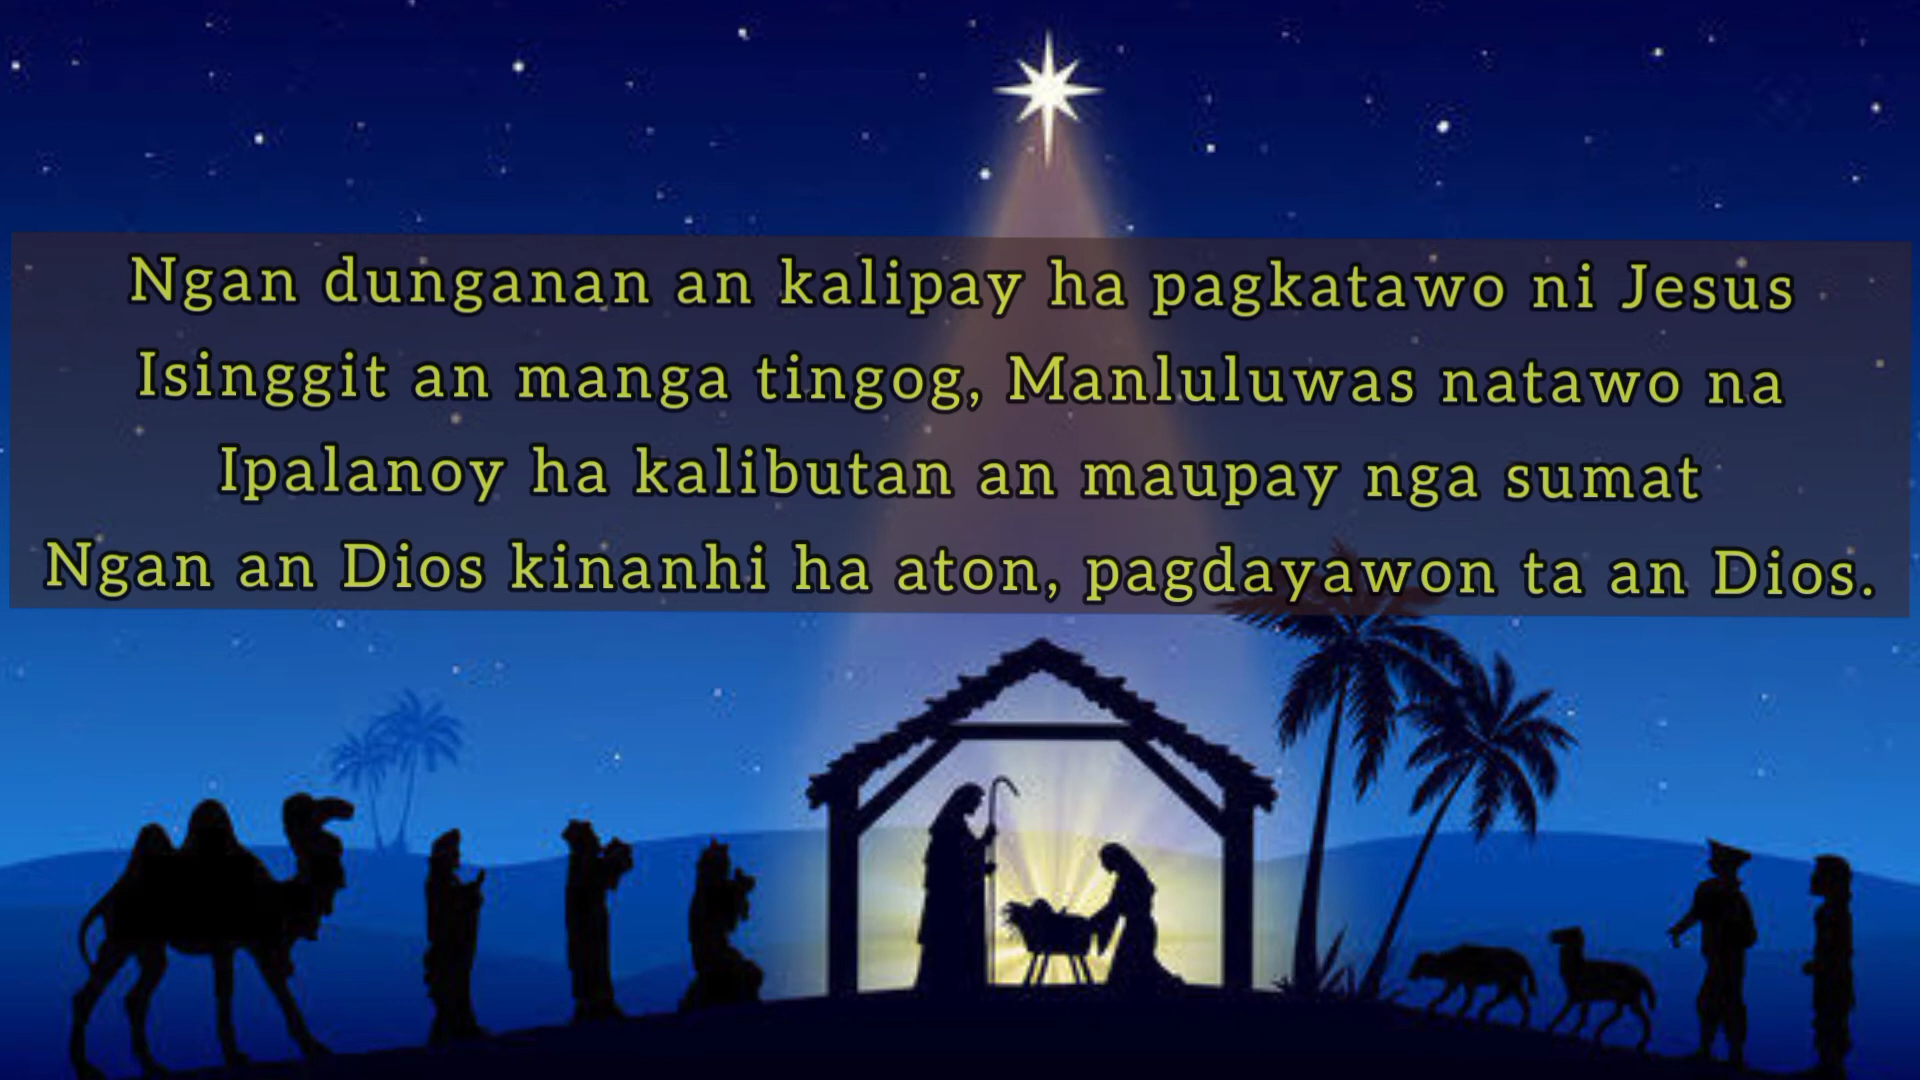 Ngan dunganan an kalipay ha pagkatawo ni Jesus
Isinggit an manga tingog, Manluluwas natawo na
Ipalanoy ha kalibutan an maupay nga sumat
Ngan an Dios kinanhi ha aton, pagdayawon ta an Dios.